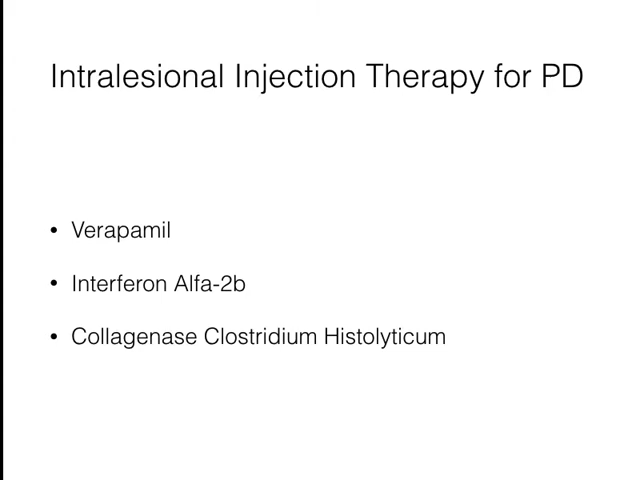 Intralesional Injection Therapy for PD
• Verapamil
• Interferon Alfa-2b
• Collagenase Clostridium Histolyticum